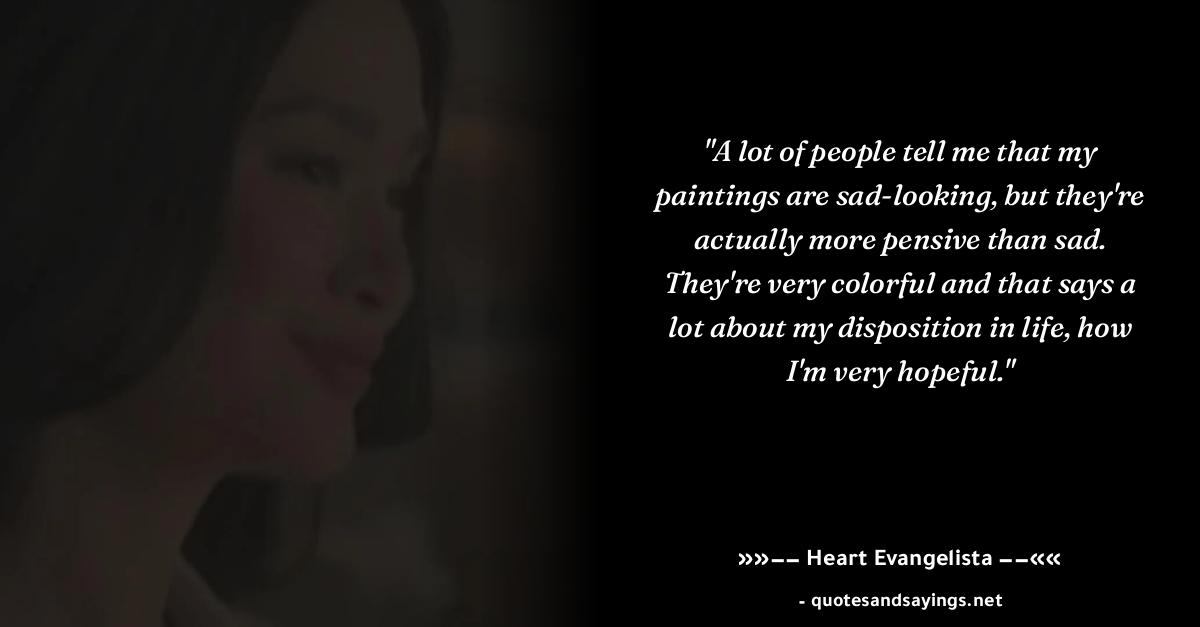 "A lot of people tell me that my
paintings are sad-looking, but they're
actually more pensive than sad.
They're very colorful and that says a
lot about my disposition in life, how
I'm very hopeful."
»»−− Heart Evangelista −−««
- quotesandsayings.net